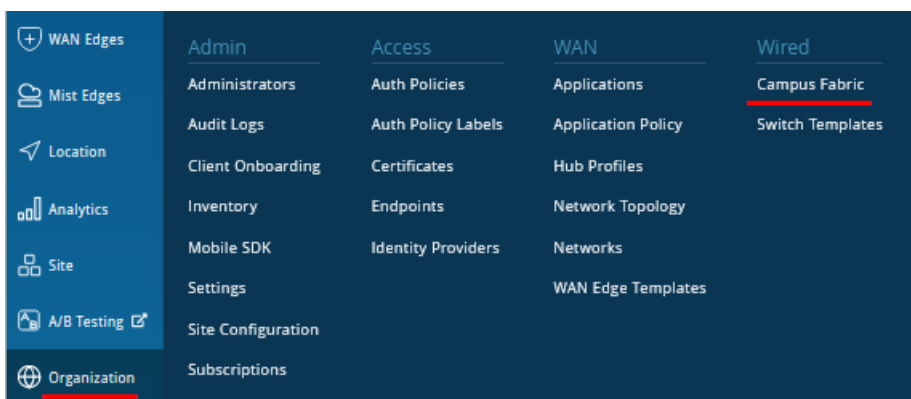 WAN Edges
Mist Edges
Location
Analytics
Site
A/B Testing
Organization
Admin
Administrators
Audit Logs
Client Onboarding
Inventory
Mobile SDK
Settings
Site Configuration
Subscriptions
Access
Auth Policies
Auth Policy Labels
Certificates
Endpoints
Identity Providers
WAN
Applications
Application Policy
Hub Profiles
Network Topology
Networks
WAN Edge Templates
Wired
Campus Fabric
Switch Templates